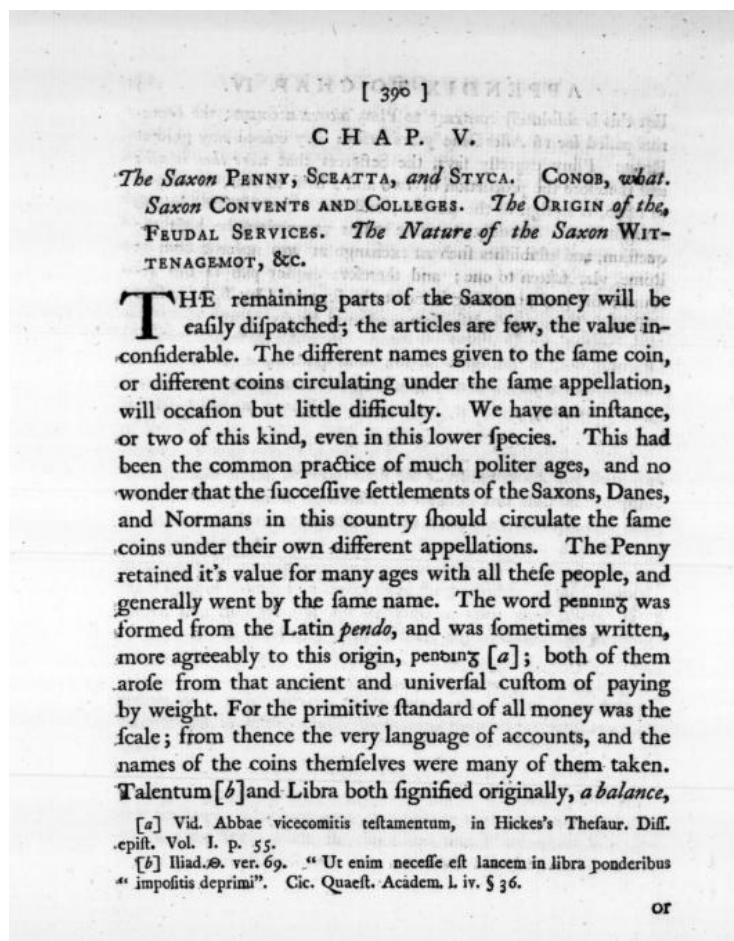 [ 390 ]
CHAP. V.
The Saxon PENNY, SCEATTA, and STYCA. CONOB, what.
Saxon CONVENTS AND COLLEGES. The ORIGIN of the
FEUDAL SERVICES. The Nature of the Saxon WIT-
TENAGEMOT, &c.
THE remaining parts of the Saxon money will be
eaſily diſpatched; the articles are few, the value in-
conſiderable. The different names given to the ſame coin,
or different coins circulating under the ſame appellation,
will occaſion but little difficulty. We have an inſtance,
or two of this kind, even in this lower ſpecies. This had
been the common practice of much politer ages, and no
wonder that the ſucceſſive ſettlements of the Saxons, Danes,
and Normans in this country ſhould circulate the ſame
coins under their own different appellations. The Penny
retained it's value for many ages with all theſe people, and
generally went by the ſame name. The word penninᵹ was
formed from the Latin pendo, and was ſometimes written,
more agreeably to this origin, pendinᵹ [a]; both of them
aroſe from that ancient and univerſal cuſtom of paying
by weight. For the primitive ſtandard of all money was the
ſcale; from thence the very language of accounts, and the
names of the coins themſelves were many of them taken.
Talentum [b] and Libra both ſignified originally, a balance,
[a] Vid. Abbae vicecomitis teſtamentum, in Hickes's Theſaur. Diſſ.
epiſt. Vol. I. p. 55.
[b] Iliad. Θ. ver. 69. “ Ut enim neceſſe eſt lancem in libra ponderibus
“ impoſitis deprimi”. Cic. Quaeſt. Academ. l. iv. § 36.
or